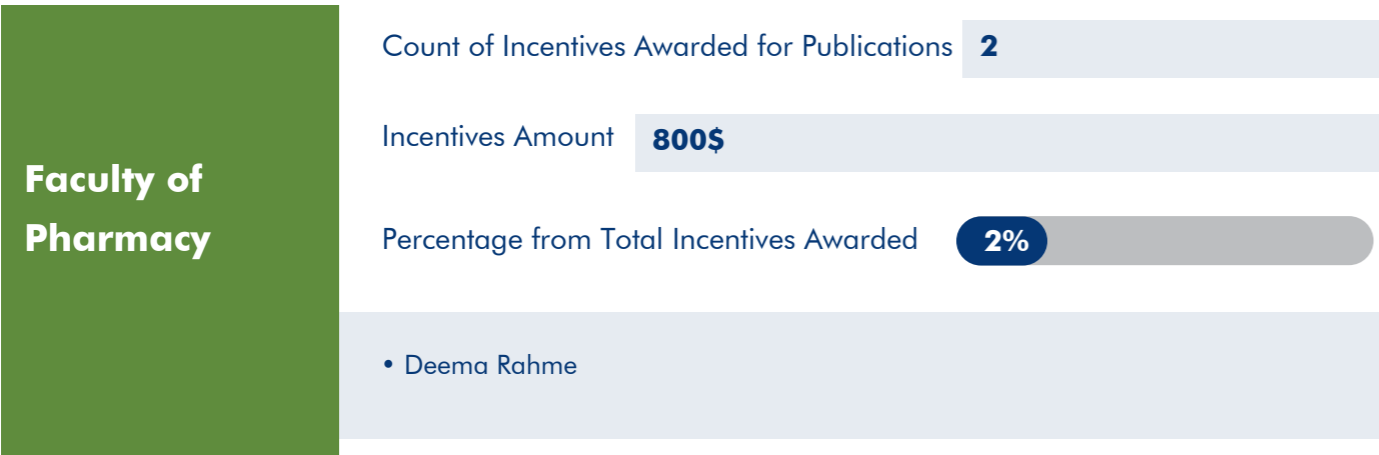 Faculty of
Pharmacy
Count of Incentives Awarded for Publications 2
Incentives Amount 800$
Percentage from Total Incentives Awarded 2%
• Deema Rahme